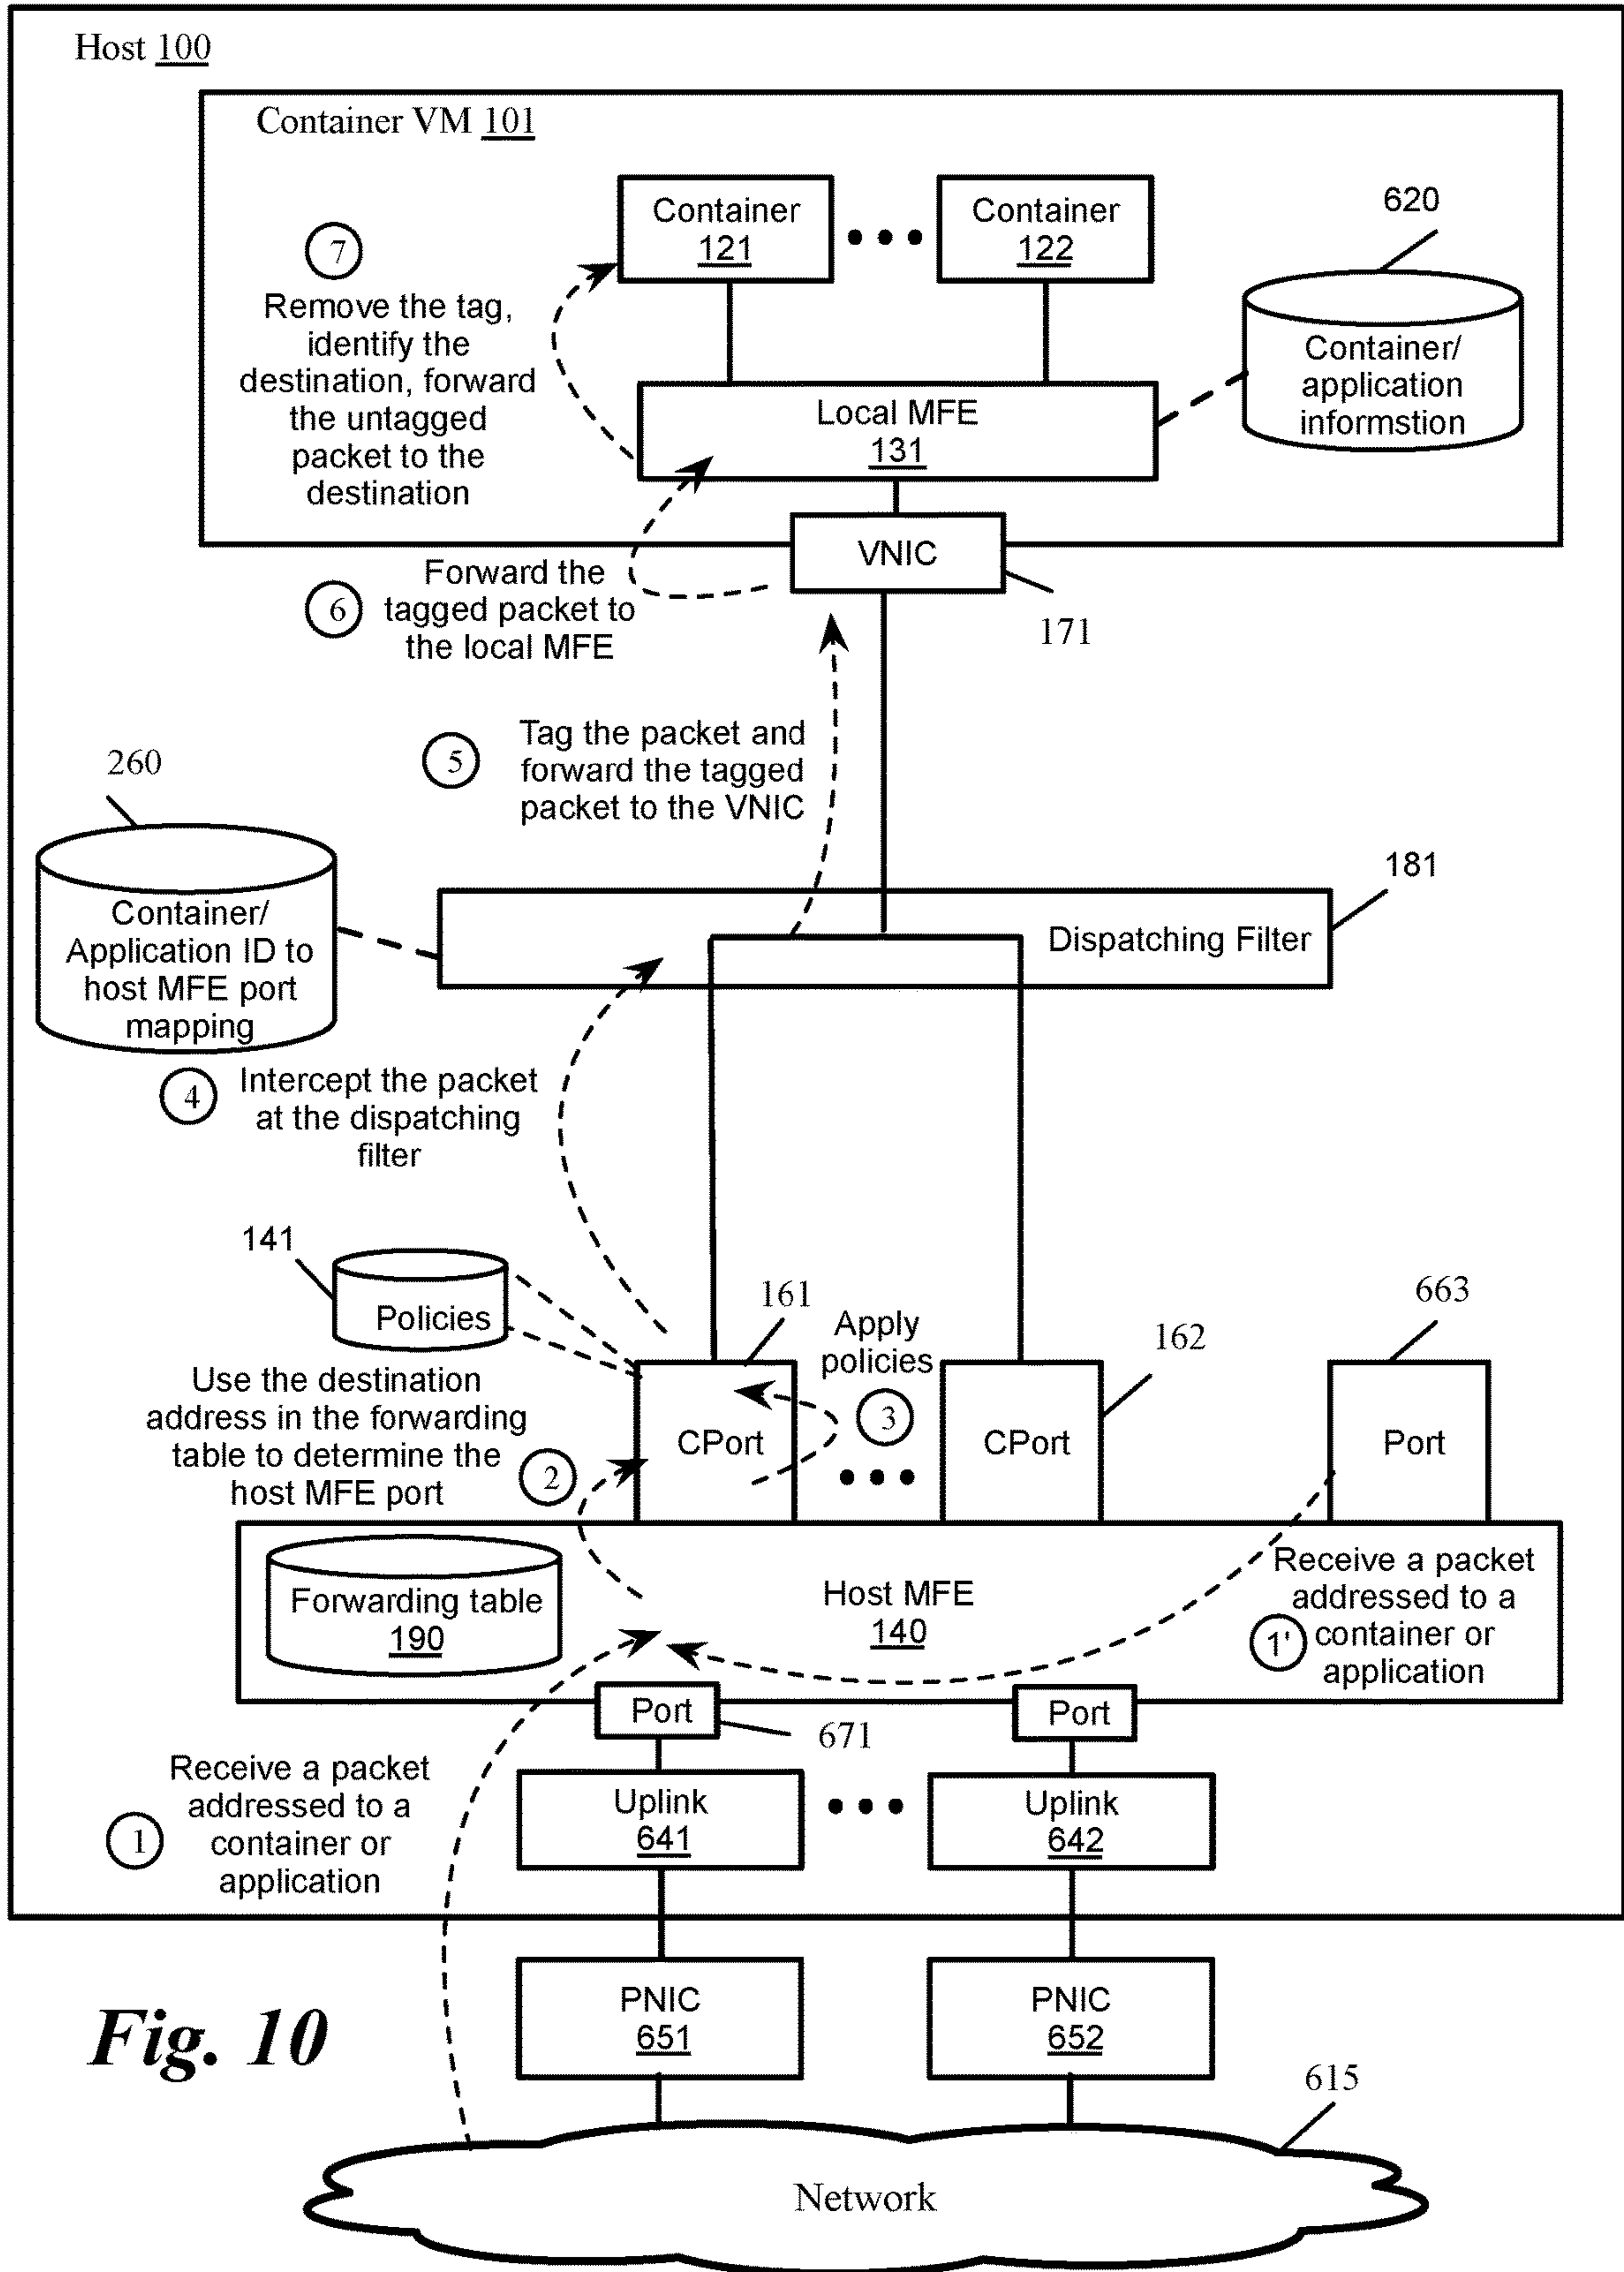 Host 100
Container VM 101
Container
121
Container
122
620
7
Remove the tag,
identify the
destination, forward
the untagged
packet to the
destination
Container/
application
informstion
Local MFE
131
VNIC
171
6
Forward the
tagged packet to
the local MFE
5
Tag the packet and
forward the tagged
packet to the VNIC
260
Container/
Application ID to
host MFE port
mapping
181
Dispatching Filter
4
Intercept the packet
at the dispatching
filter
141
Policies
161
Apply
policies
3
162
663
Use the destination
address in the forwarding
table to determine the
host MFE port
2
CPort
CPort
Port
Forwarding table
190
Host MFE
140
Receive a packet
addressed to a
container or
application
1'
Port
671
Port
1
Receive a packet
addressed to a
container or
application
Uplink
641
Uplink
642
PNIC
651
PNIC
652
Fig. 10
615
Network